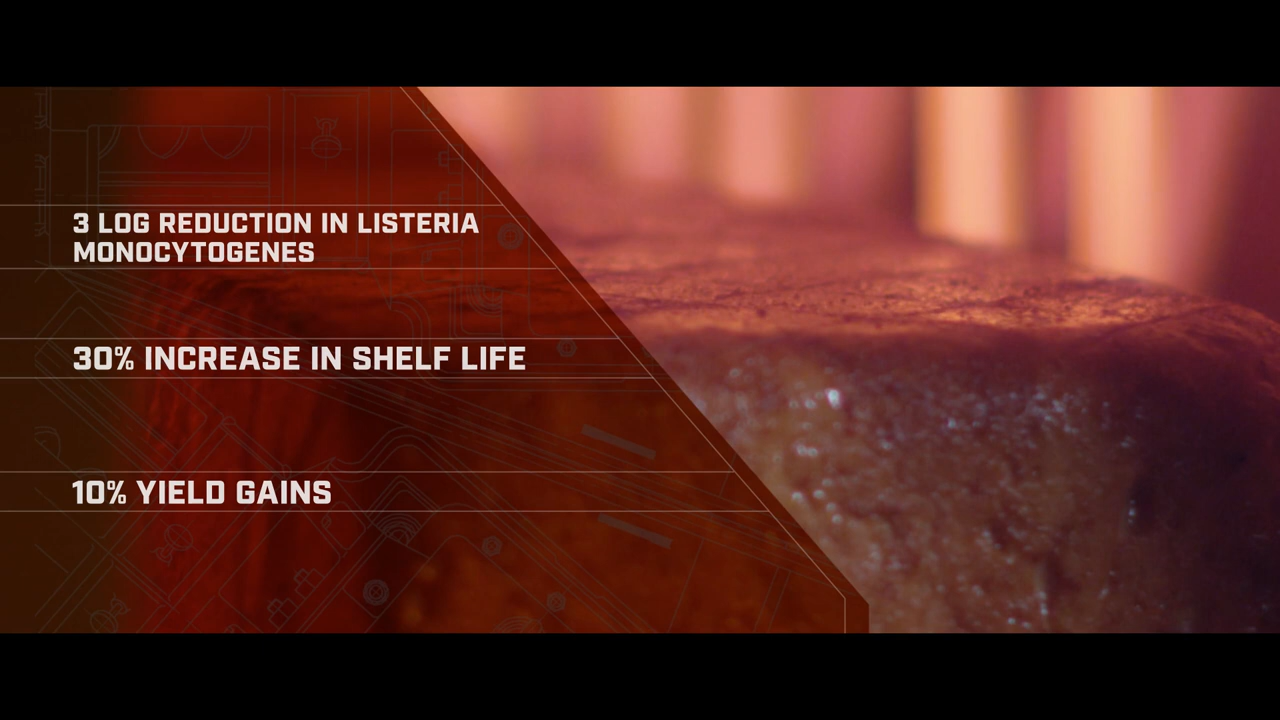 3 LOG REDUCTION IN LISTERIA
MONOCYTOGENES
30% INCREASE IN SHELF LIFE
10% YIELD GAINS